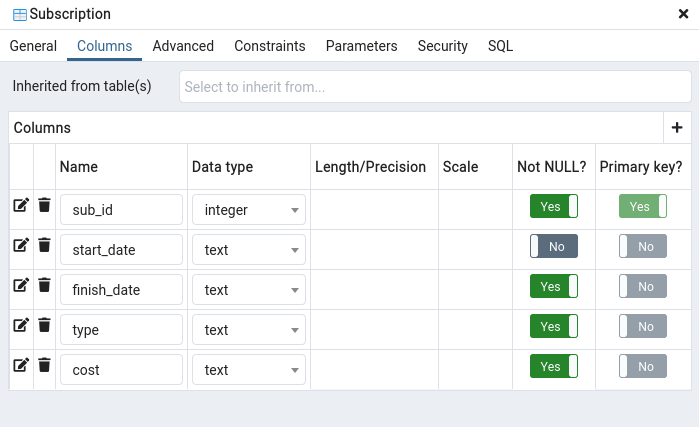 Subscription
General Columns Advanced Constraints Parameters Security SQL
Inherited from table(s) Select to inherit from...
Columns
Name Data type Length/Precision Scale Not NULL? Primary key?
sub_id integer Yes Yes
start_date text No No
finish_date text Yes No
type text Yes No
cost text Yes No